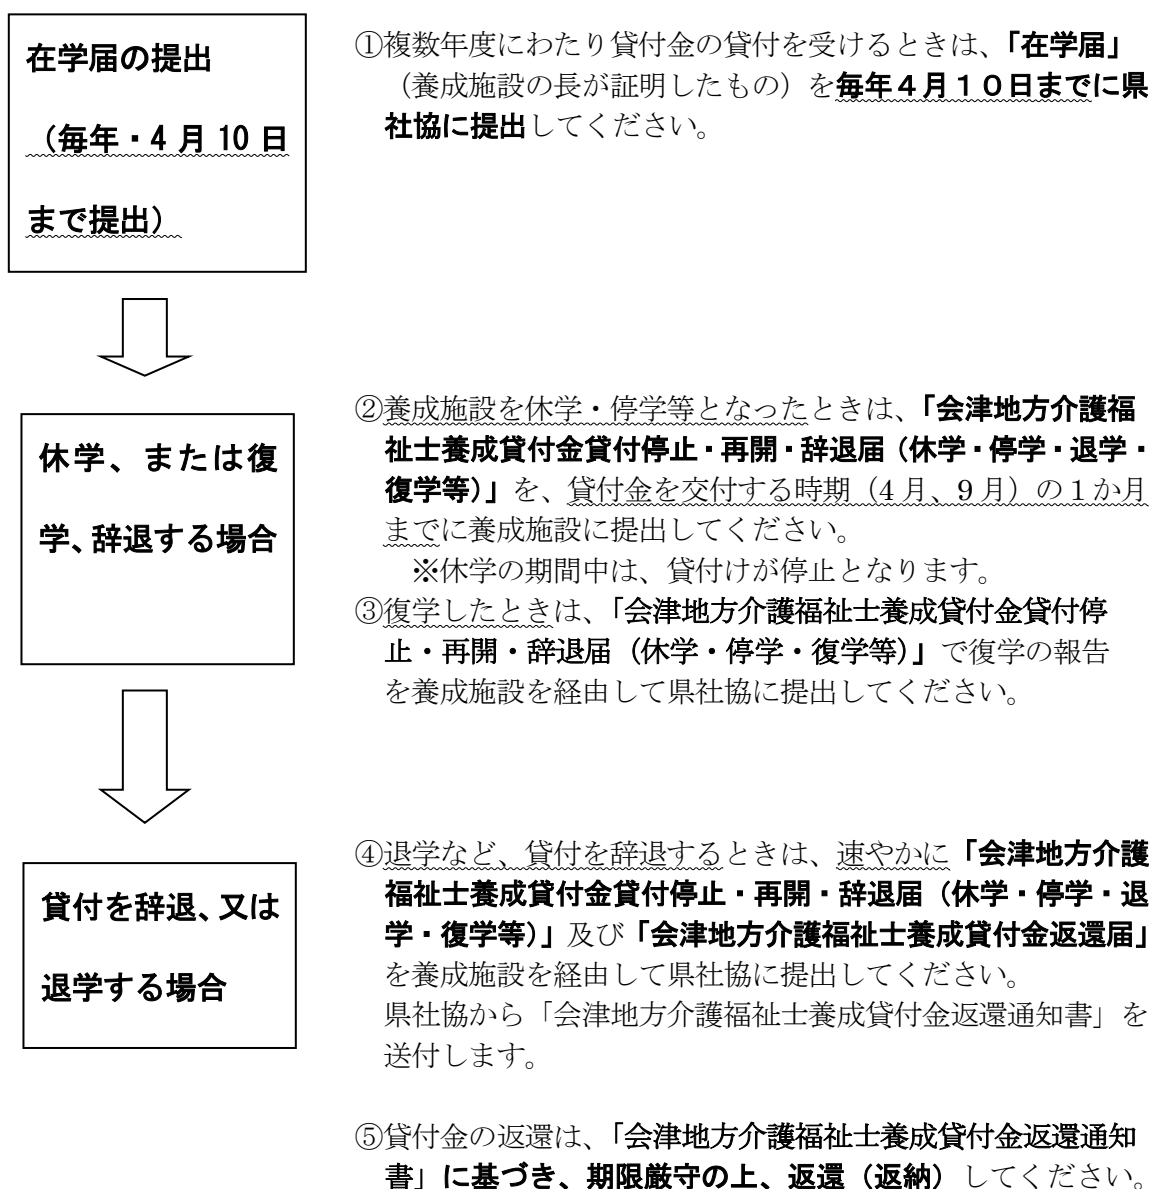 在学届の提出
（毎年・4 月 10 日
まで提出）
①複数年度にわたり貸付金の貸付を受けるときは、「在学届」
（養成施設の長が証明したもの）を毎年４月１０日までに県
社協に提出してください。
休学、または復
学、辞退する場合
②養成施設を休学・停学等となったときは、「会津地方介護福
祉士養成貸付金貸付停止・再開・辞退届（休学・停学・退学・
復学等）」を、貸付金を交付する時期（4 月、9 月）の１か月
までに養成施設に提出してください。
※休学の期間中は、貸付けが停止となります。
③復学したときは、「会津地方介護福祉士養成貸付金貸付停
止・再開・辞退届（休学・停学・復学等）」で復学の報告
を養成施設を経由して県社協に提出してください。
貸付を辞退、又は
退学する場合
④退学など、貸付を辞退するときは、速やかに「会津地方介護
福祉士養成貸付金貸付停止・再開・辞退届（休学・停学・退
学・復学等）」及び「会津地方介護福祉士養成貸付金返還届」
を養成施設を経由して県社協に提出してください。
県社協から「会津地方介護福祉士養成貸付金返還通知書」を
送付します。
⑤貸付金の返還は、「会津地方介護福祉士養成貸付金返還通知
書」に基づき、期限厳守の上、返還（返納）してください。